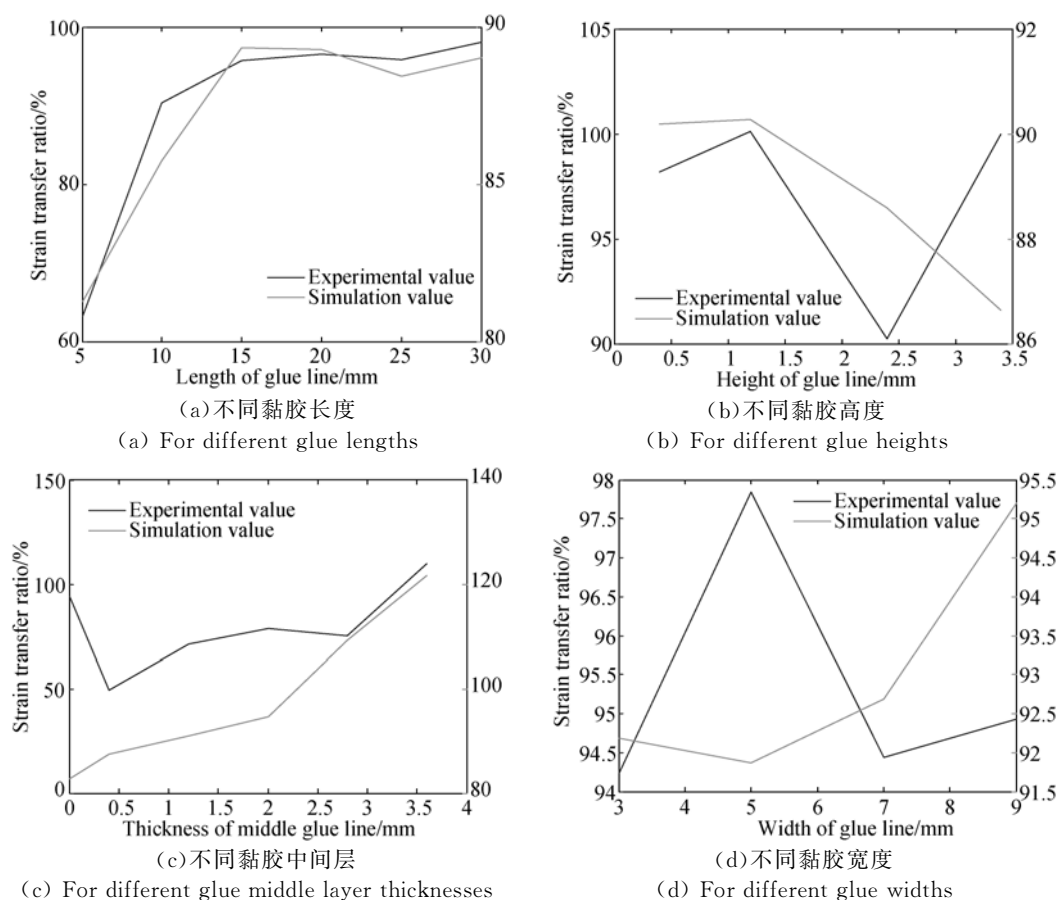 100
80
60
90
85
80
Strain transfer ratio/%
Experimental value
Simulation value
5 10 15 20 25 30
Length of glue line/mm
(a)不同黏胶长度
(a) For different glue lengths
105
100
95
90
92
90
88
86
Strain transfer ratio/%
Experimental value
Simulation value
0 0.5 1 1.5 2 2.5 3 3.5
Height of glue line/mm
(b)不同黏胶高度
(b) For different glue heights
150
100
50
0
140
120
100
80
Strain transfer ratio/%
Experimental value
Simulation value
0 0.5 1 1.5 2 2.5 3 3.5 4
Thickness of middle glue line/mm
(c)不同黏胶中间层
(c) For different glue middle layer thicknesses
98
97.5
97
96.5
96
95.5
95
94.5
94
95.5
95
94.5
94
93.5
93
92.5
92
91.5
Strain transfer ratio/%
Experimental value
Simulation value
3 4 5 6 7 8 9
Width of glue line/mm
(d)不同黏胶宽度
(d) For different glue widths